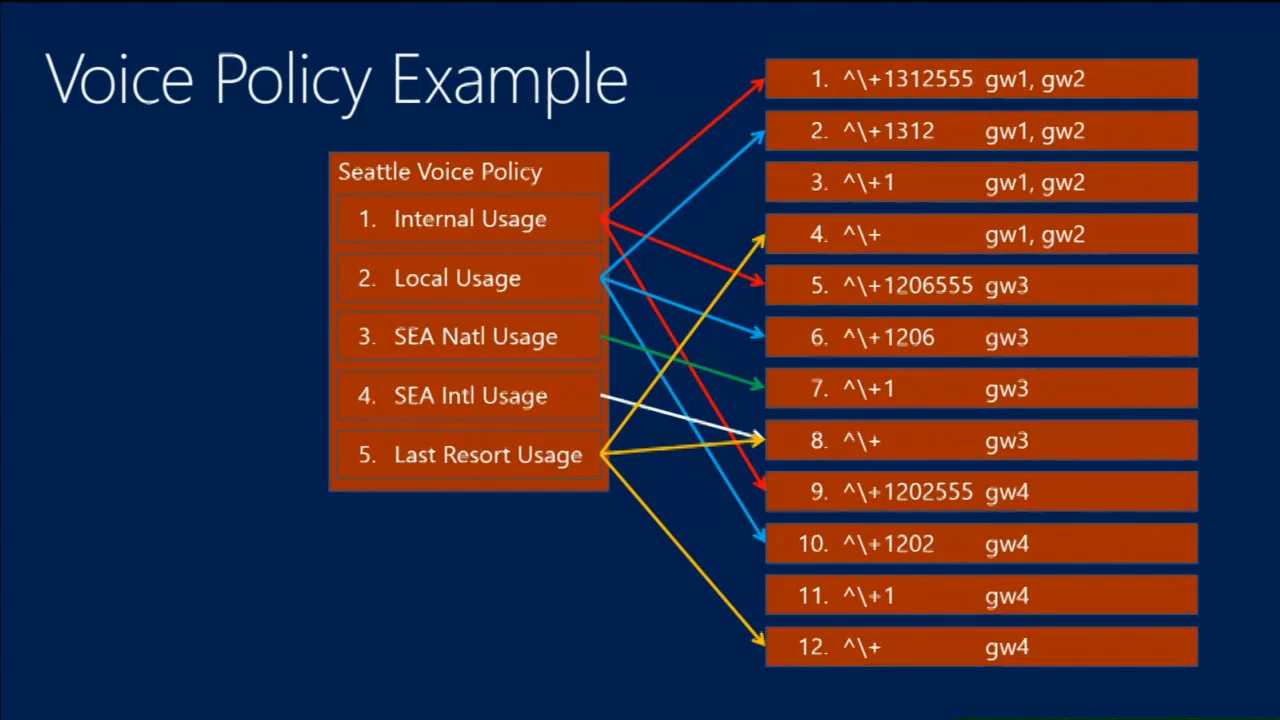 Voice Policy Example
Seattle Voice Policy
1. Internal Usage
2. Local Usage
3. SEA Natl Usage
4. SEA Intl Usage
5. Last Resort Usage
1. ^\+1312555 gw1, gw2
2. ^\+1312 gw1, gw2
3. ^\+1 gw1, gw2
4. ^\+ gw1, gw2
5. ^\+1206555 gw3
6. ^\+1206 gw3
7. ^\+1 gw3
8. ^\+ gw3
9. ^\+1202555 gw4
10. ^\+1202 gw4
11. ^\+1 gw4
12. ^\+ gw4